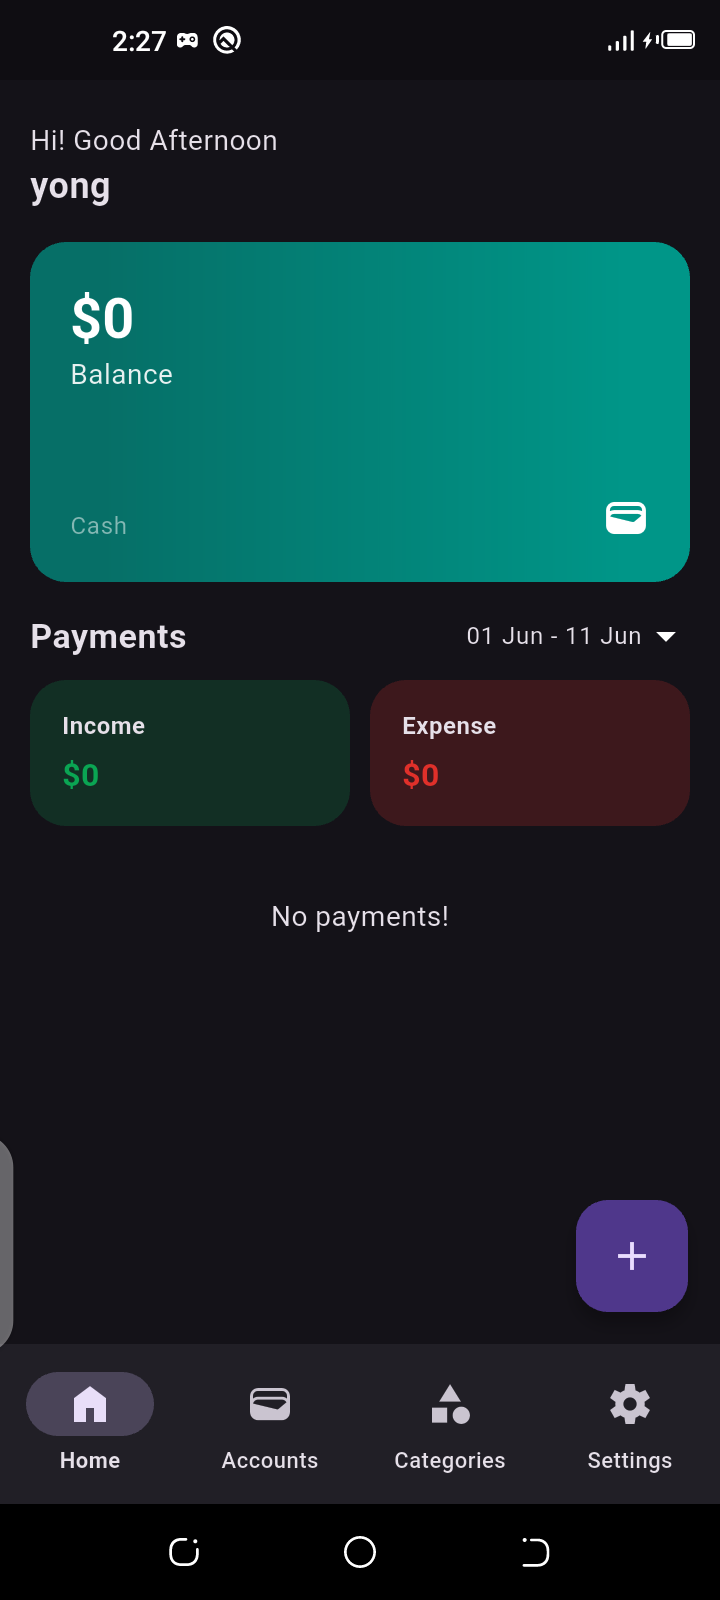 2:27
Hi! Good Afternoon
yong
$0
Balance
Cash
Payments
01 Jun - 11 Jun
Income
$0
Expense
$0
No payments!
Home
Accounts
Categories
Settings